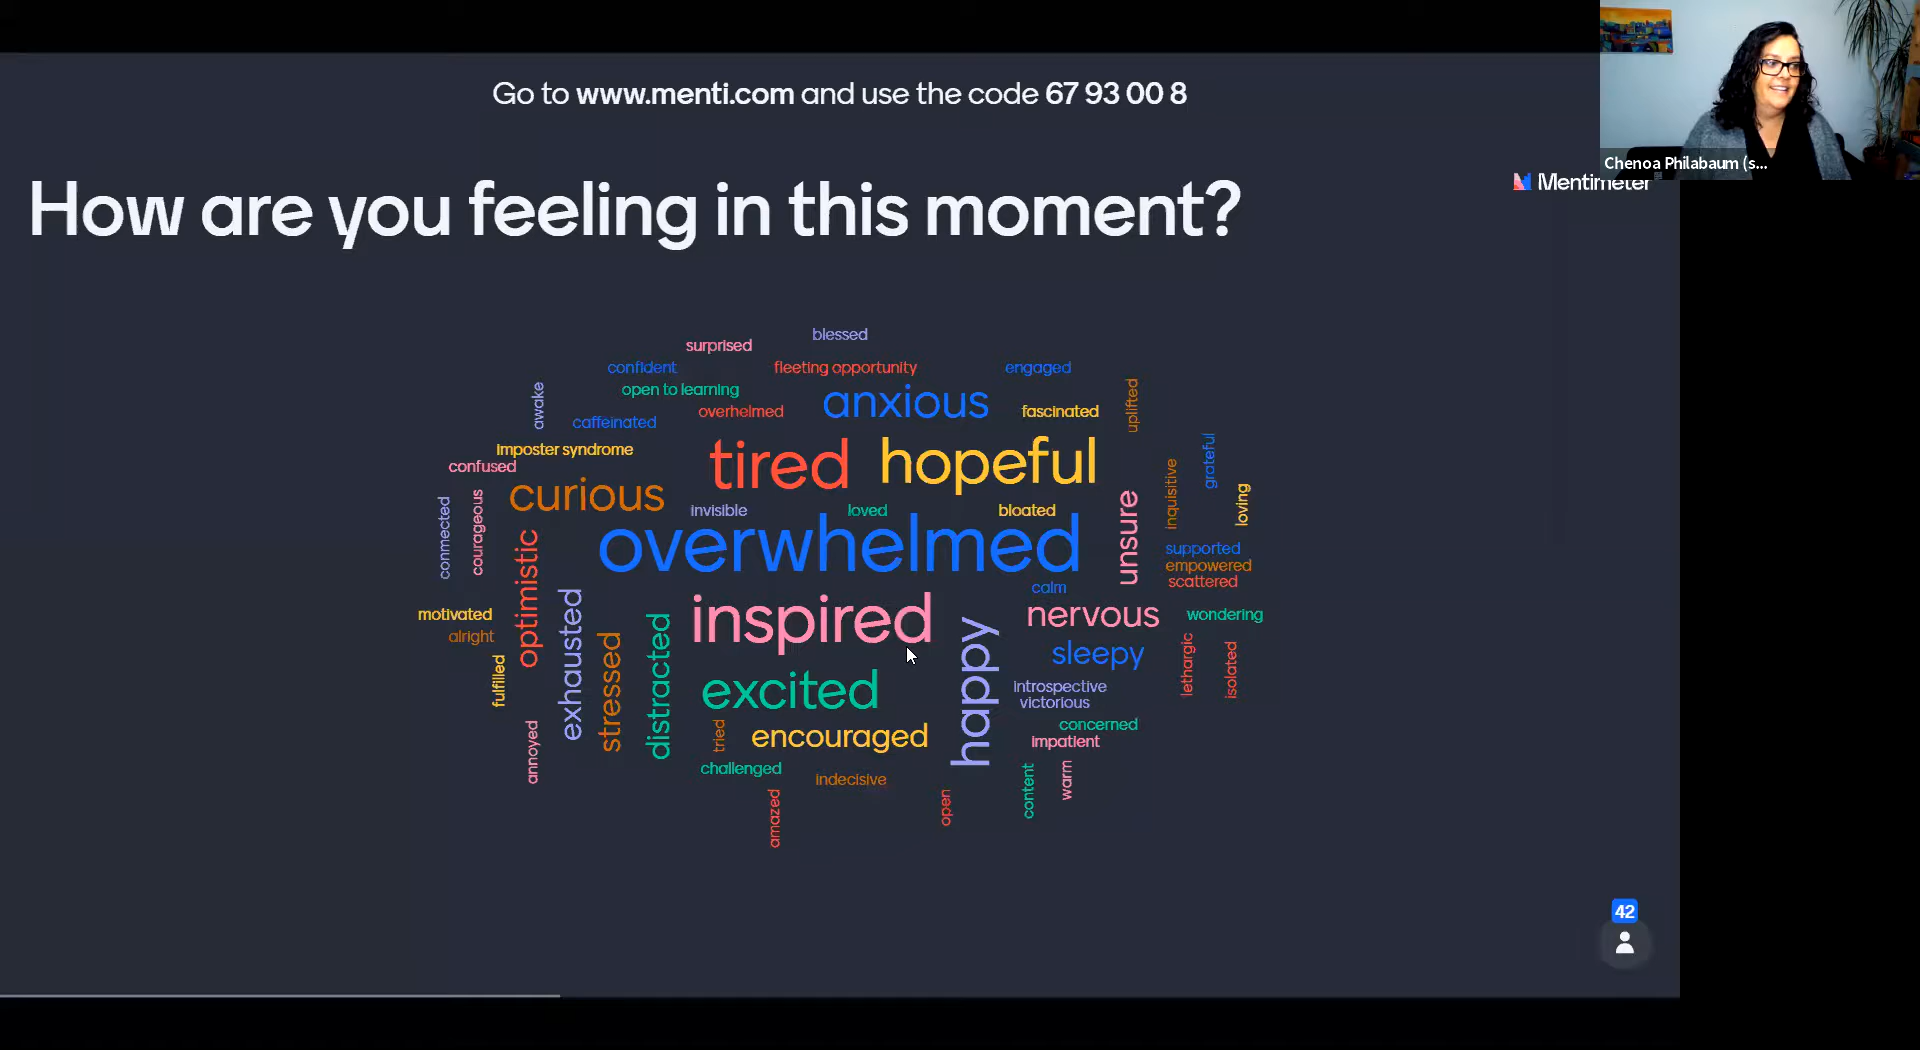 Go to www.menti.com and use the code 67 93 00 8
Chenoa Philabaum (s...
Mentimeter
How are you feeling in this moment?
blessed
surprised
confident
fleeting opportunity
engaged
open to learning
awake
anxious
uplifted
overhelmed
fascinated
caffeinated
imposter syndrome
tired
hopeful
grateful
confused
curious
inquisitive
loving
connected
courageous
invisible
loved
bloated
unsure
overwhelmed
supported
empowered
scattered
optimistic
calm
motivated
alright
exhausted
stressed
distracted
inspired
nervous
wondering
happy
sleepy
lethargic
isolated
fulfilled
excited
introspective
victorious
annoyed
tried
encouraged
concerned
impatient
challenged
indecisive
content
warm
amazed
open
42